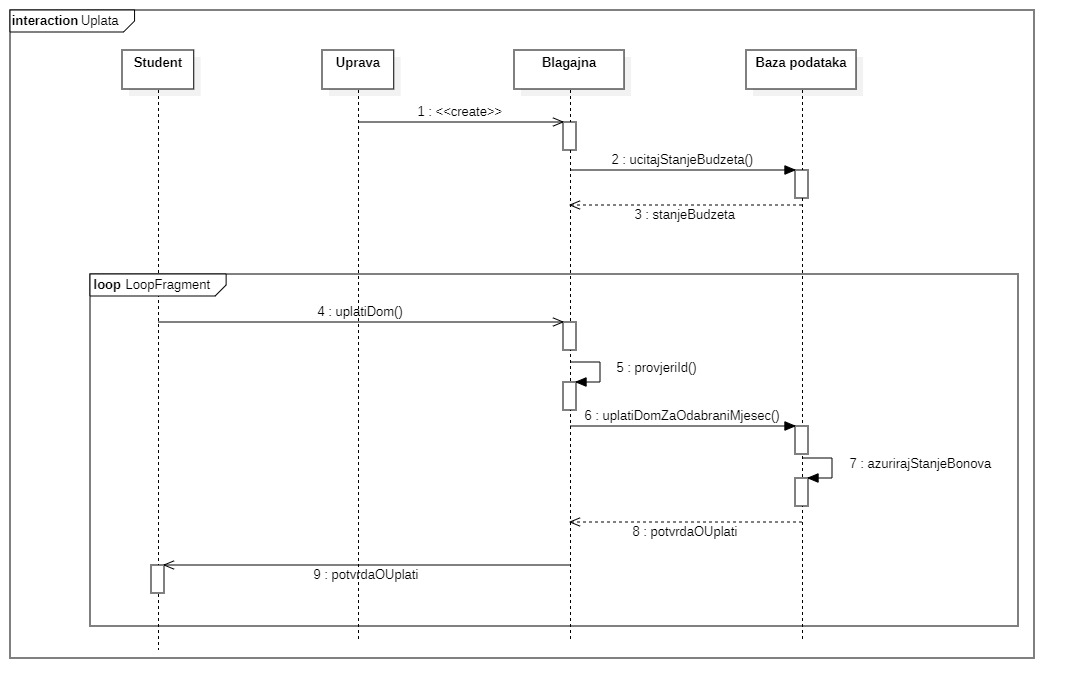 interaction Uplata
Student
Uprava
Blagajna
Baza podataka
1 : <<create>>
2 : ucitajStanjeBudzeta()
3 : stanjeBudzeta
loop LoopFragment
4 : uplatiDom()
5 : provjeriId()
6 : uplatiDomZaOdabraniMjesec()
7 : azurirajStanjeBonova
8 : potvrdaOUplati
9 : potvrdaOUplati